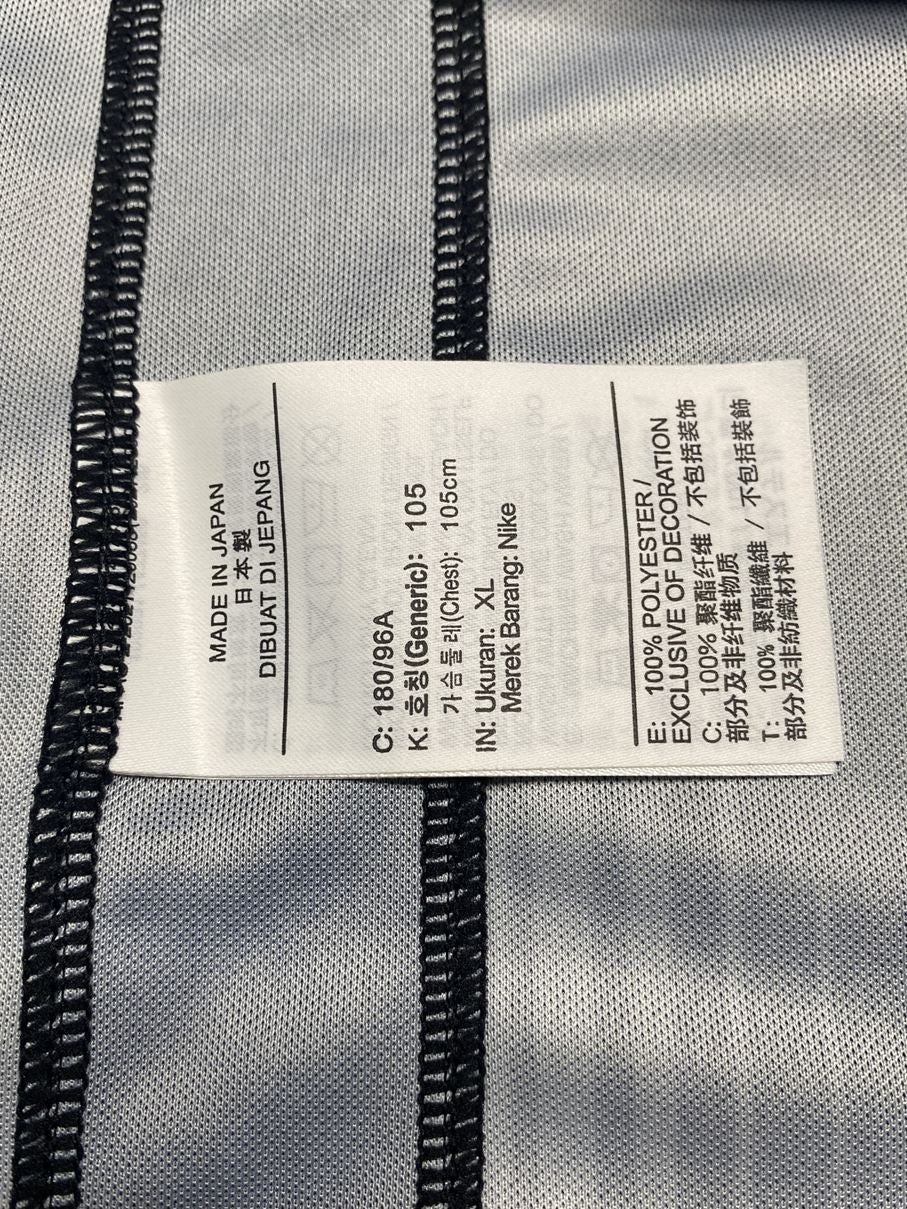 MADE IN JAPAN
日本製
DIBUAT DI JEPANG
C: 180/96A
K: 호칭(Generic): 105
가슴둘레(Chest): 105cm
IN: Ukuran: XL
Merek Barang: Nike
E: 100% POLYESTER /
EXCLUSIVE OF DECORATION
C: 100% 聚酯纤维 / 不包括装饰
部分及非纤维物质
T: 100% 聚酯纖維 / 不包括裝飾
部分及非紡織材料